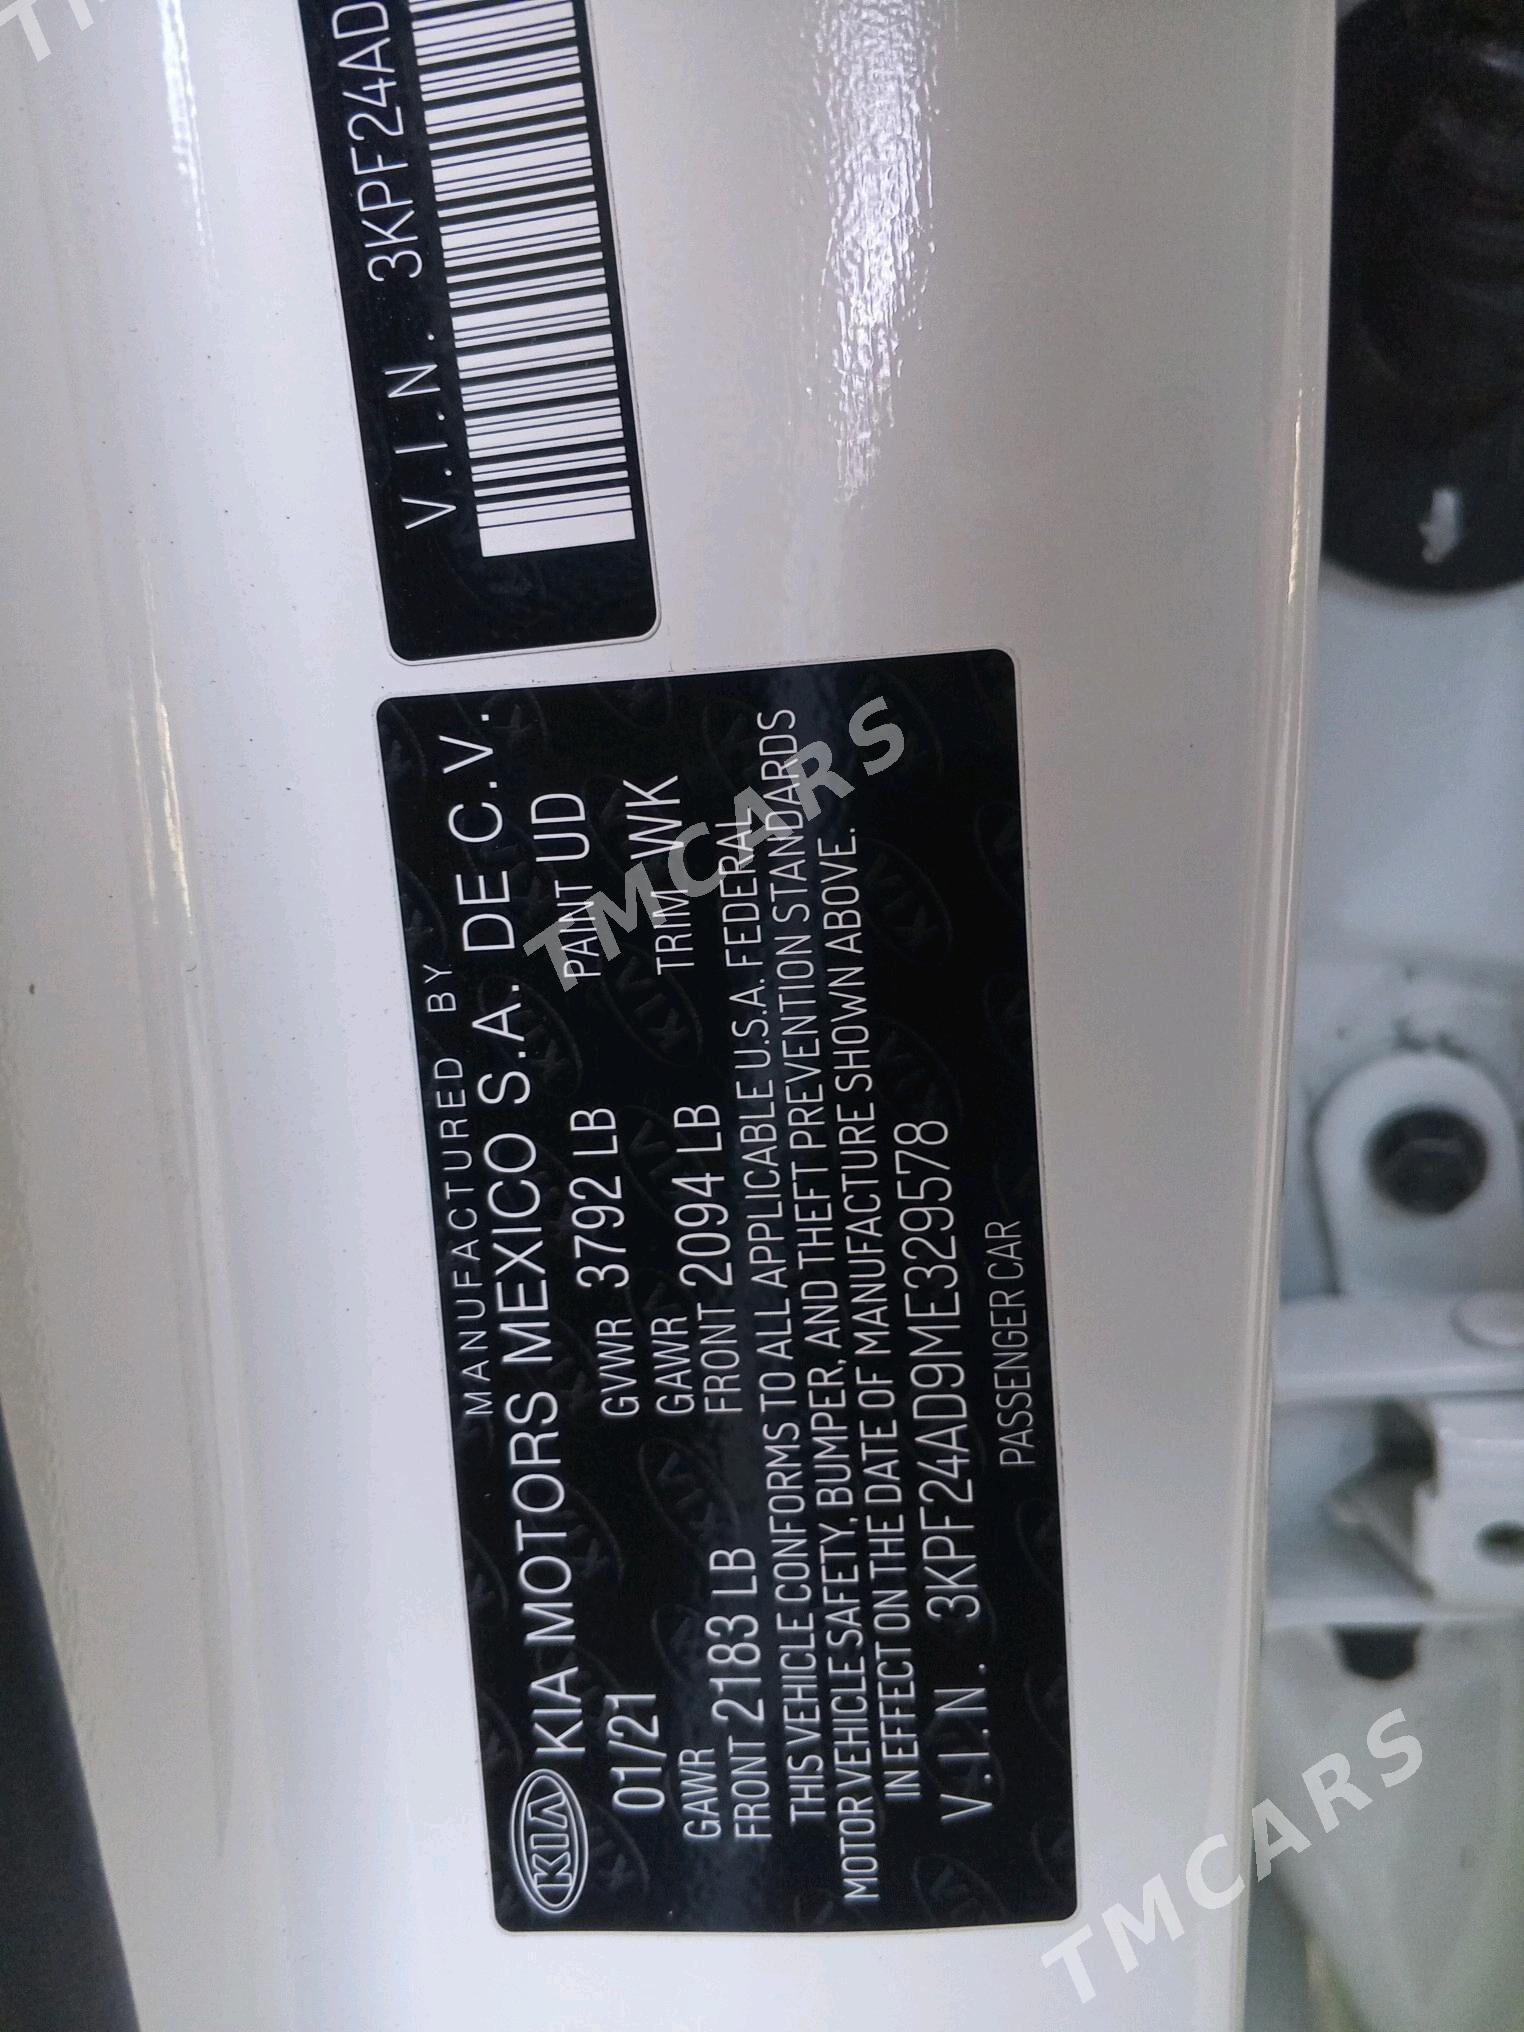 V.I.N. 3KPF24AD
MANUFACTURED BY
KIA KIA MOTORS MEXICO S.A. DE C.V.
01/21 GVWR 3792 LB PAINT UD
GAWR GAWR TRIM WK
FRONT 2183 LB FRONT 2094 LB
THIS VEHICLE CONFORMS TO ALL APPLICABLE U.S.A. FEDERAL
MOTOR VEHICLE SAFETY, BUMPER, AND THEFT PREVENTION STANDARDS
IN EFFECT ON THE DATE OF MANUFACTURE SHOWN ABOVE.
V.I.N. 3KPF24AD9ME329578
PASSENGER CAR
TMCARS
TMCARS